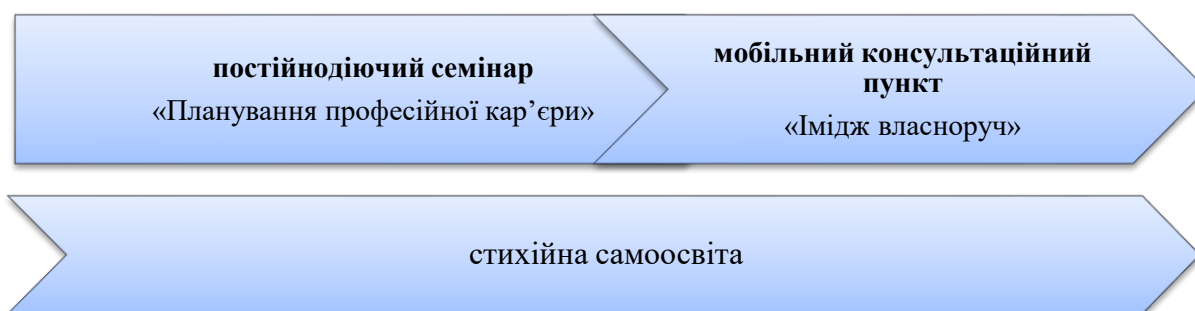 постійнодіючий семінар
«Планування професійної кар’єри»
мобільний консультаційний
пункт
«Імідж власноруч»
стихійна самоосвіта